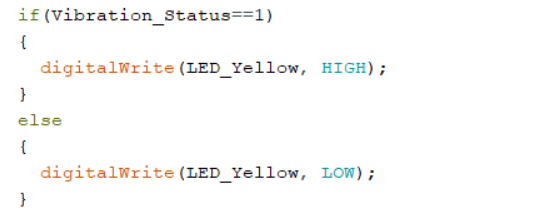 if(Vibration_Status==1)
{
  digitalWrite(LED_Yellow, HIGH);
}
else
{
  digitalWrite(LED_Yellow, LOW);
}